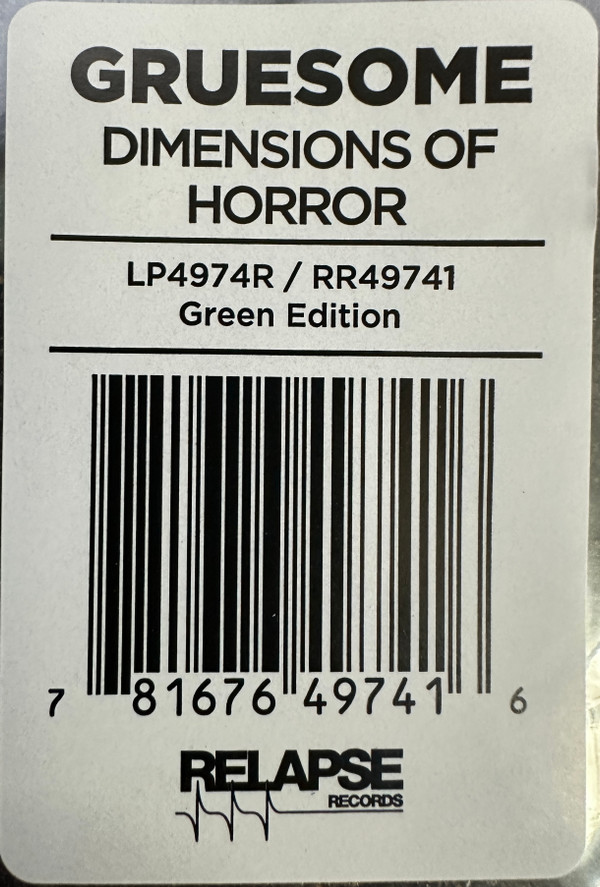 GRUESOME
DIMENSIONS OF
HORROR
LP4974R / RR49741
Green Edition
7 81676 49741 6
RELAPSE
RECORDS